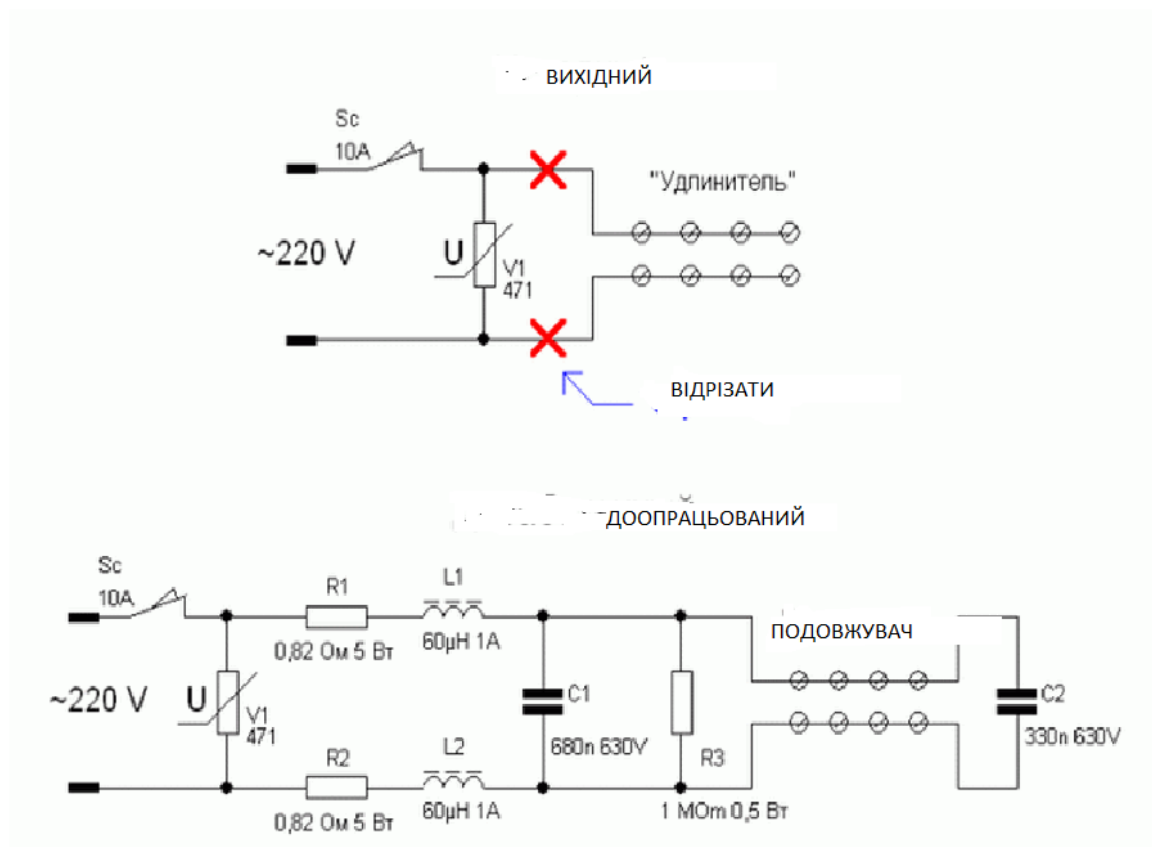 ВИХІДНИЙ
Sc
10A
"Удлинитель"
~220 V
U
V1
471
ВІДРІЗАТИ
ДООПРАЦЬОВАНИЙ
Sc
10A
R1
L1
0,82 Ом 5 Вт
60µH 1A
ПОДОВЖУВАЧ
~220 V
U
V1
471
C1
680n 630V
R3
C2
330n 630V
R2
L2
0,82 Ом 5 Вт
60µH 1A
1 МОm 0,5 Вт